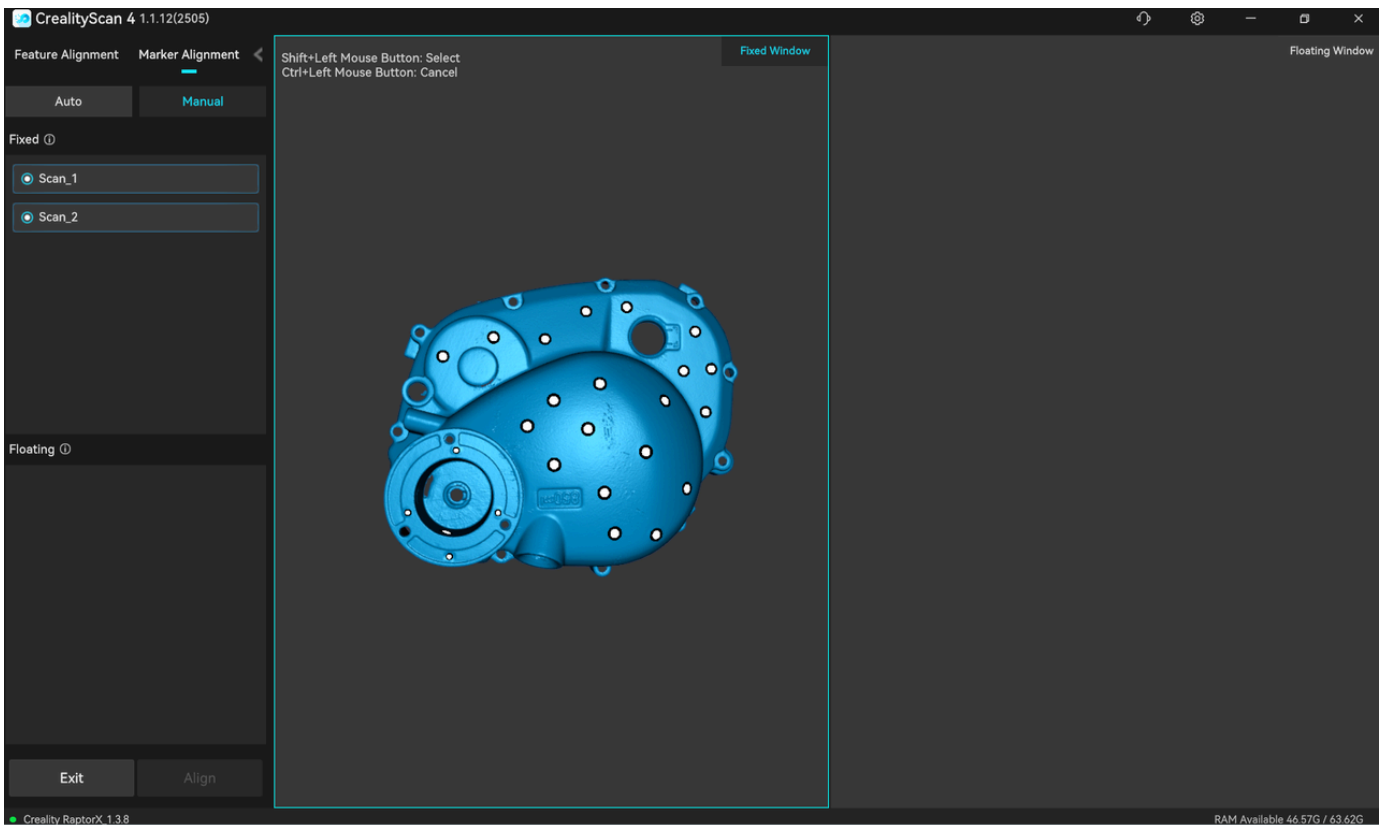 CrealityScan 4 1.1.12(2505)
Feature Alignment Marker Alignment
Auto Manual
Fixed
Scan_1
Scan_2
Floating
Exit Align
Shift+Left Mouse Button: Select
Ctrl+Left Mouse Button: Cancel
Fixed Window
Floating Window
Creality RaptorX_1.3.8
RAM Available 46.57G / 63.62G